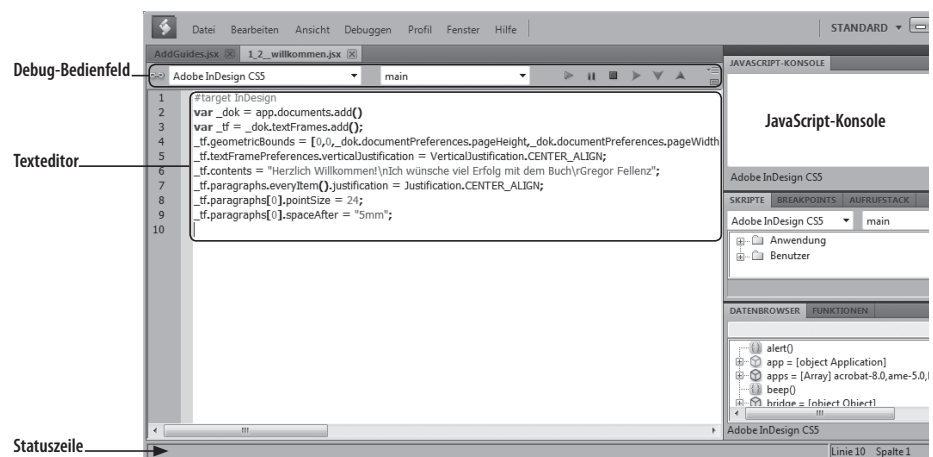 Datei Bearbeiten Ansicht Debuggen Profil Fenster Hilfe STANDARD
AddGuides.jsx 1_2__willkommen.jsx
Debug-Bedienfeld
Adobe InDesign CS5 main
JAVASCRIPT-KONSOLE
JavaScript-Konsole
Adobe InDesign CS5
Texteditor
1 #target InDesign
2 var _dok = app.documents.add()
3 var _tf = _dok.textFrames.add();
4 _tf.geometricBounds = [0,0,_dok.documentPreferences.pageHeight,_dok.documentPreferences.pageWidth
5 _tf.textFramePreferences.verticalJustification = VerticalJustification.CENTER_ALIGN;
6 _tf.contents = "Herzlich Willkommen!\nIch wünsche viel Erfolg mit dem Buch\rGregor Fellenz";
7 _tf.paragraphs.everyItem().justification = Justification.CENTER_ALIGN;
8 _tf.paragraphs[0].pointSize = 24;
9 _tf.paragraphs[0].spaceAfter = "5mm";
10
SKRIPTE BREAKPOINTS AUFRUFSTACK
Adobe InDesign CS5 main
Anwendung
Benutzer
DATENBROWSER FUNKTIONEN
alert()
app = [object Application]
apps = [Array] acrobat-8.0,ame-5.0,
beep()
bridge = [object Object]
Adobe InDesign CS5
Statuszeile
Linie 10 Spalte 1